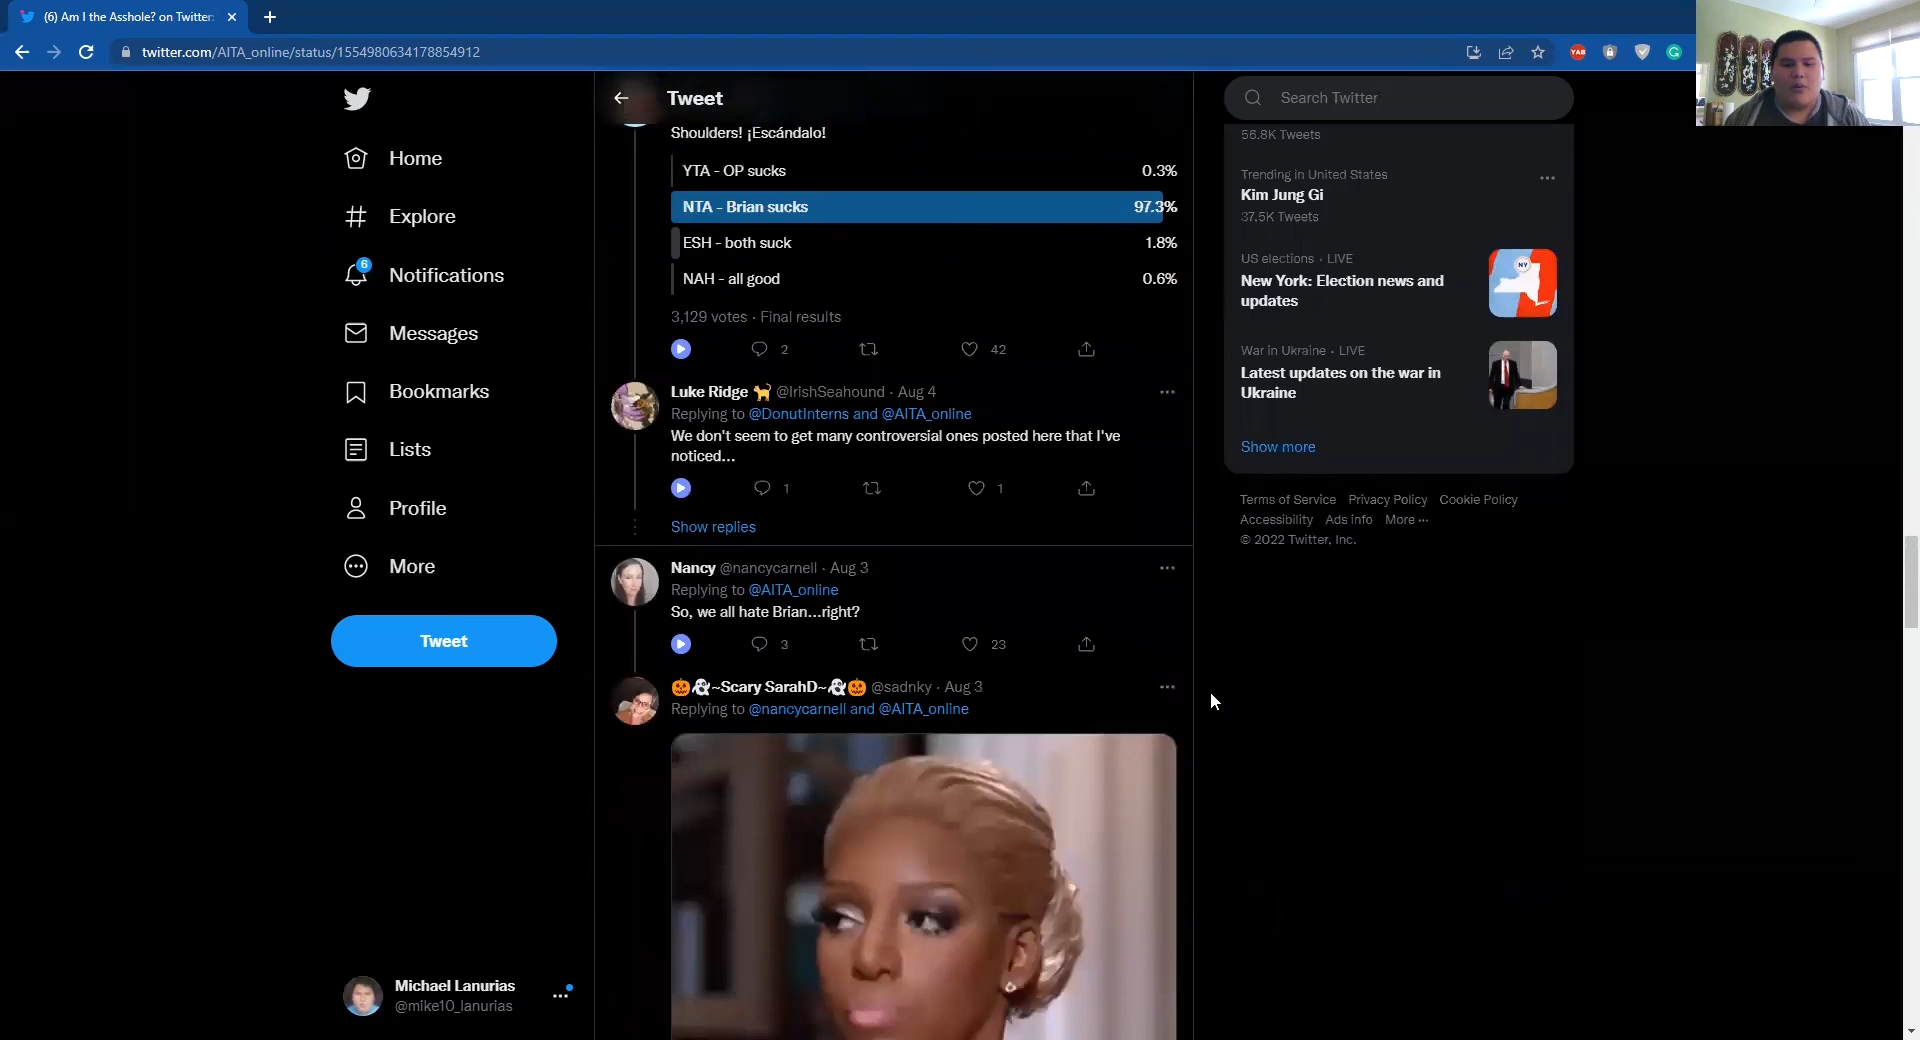 (6) Am I the Asshole? on Twitter:
twitter.com/AITA_online/status/1554980634178854912
YAB
Home
Explore
6
Notifications
Messages
Bookmarks
Lists
Profile
More
Tweet
Michael Lanurias
@mike10_lanurias
Tweet
Shoulders! ¡Escándalo!
YTA - OP sucks 0.3%
NTA - Brian sucks 97.3%
ESH - both suck 1.8%
NAH - all good 0.6%
3,129 votes · Final results
2 42
Luke Ridge 🐈 @IrishSeahound · Aug 4
Replying to @DonutInterns and @AITA_online
We don't seem to get many controversial ones posted here that I've
noticed...
1 1
Show replies
Nancy @nancycarnell · Aug 3
Replying to @AITA_online
So, we all hate Brian...right?
3 23
🎃👻~Scary SarahD~👻🎃 @sadnky · Aug 3
Replying to @nancycarnell and @AITA_online
Search Twitter
56.8K Tweets
Trending in United States
Kim Jung Gi
37.5K Tweets
US elections · LIVE
New York: Election news and
updates
NY
War in Ukraine · LIVE
Latest updates on the war in
Ukraine
Show more
Terms of Service Privacy Policy Cookie Policy
Accessibility Ads info More ···
© 2022 Twitter, Inc.